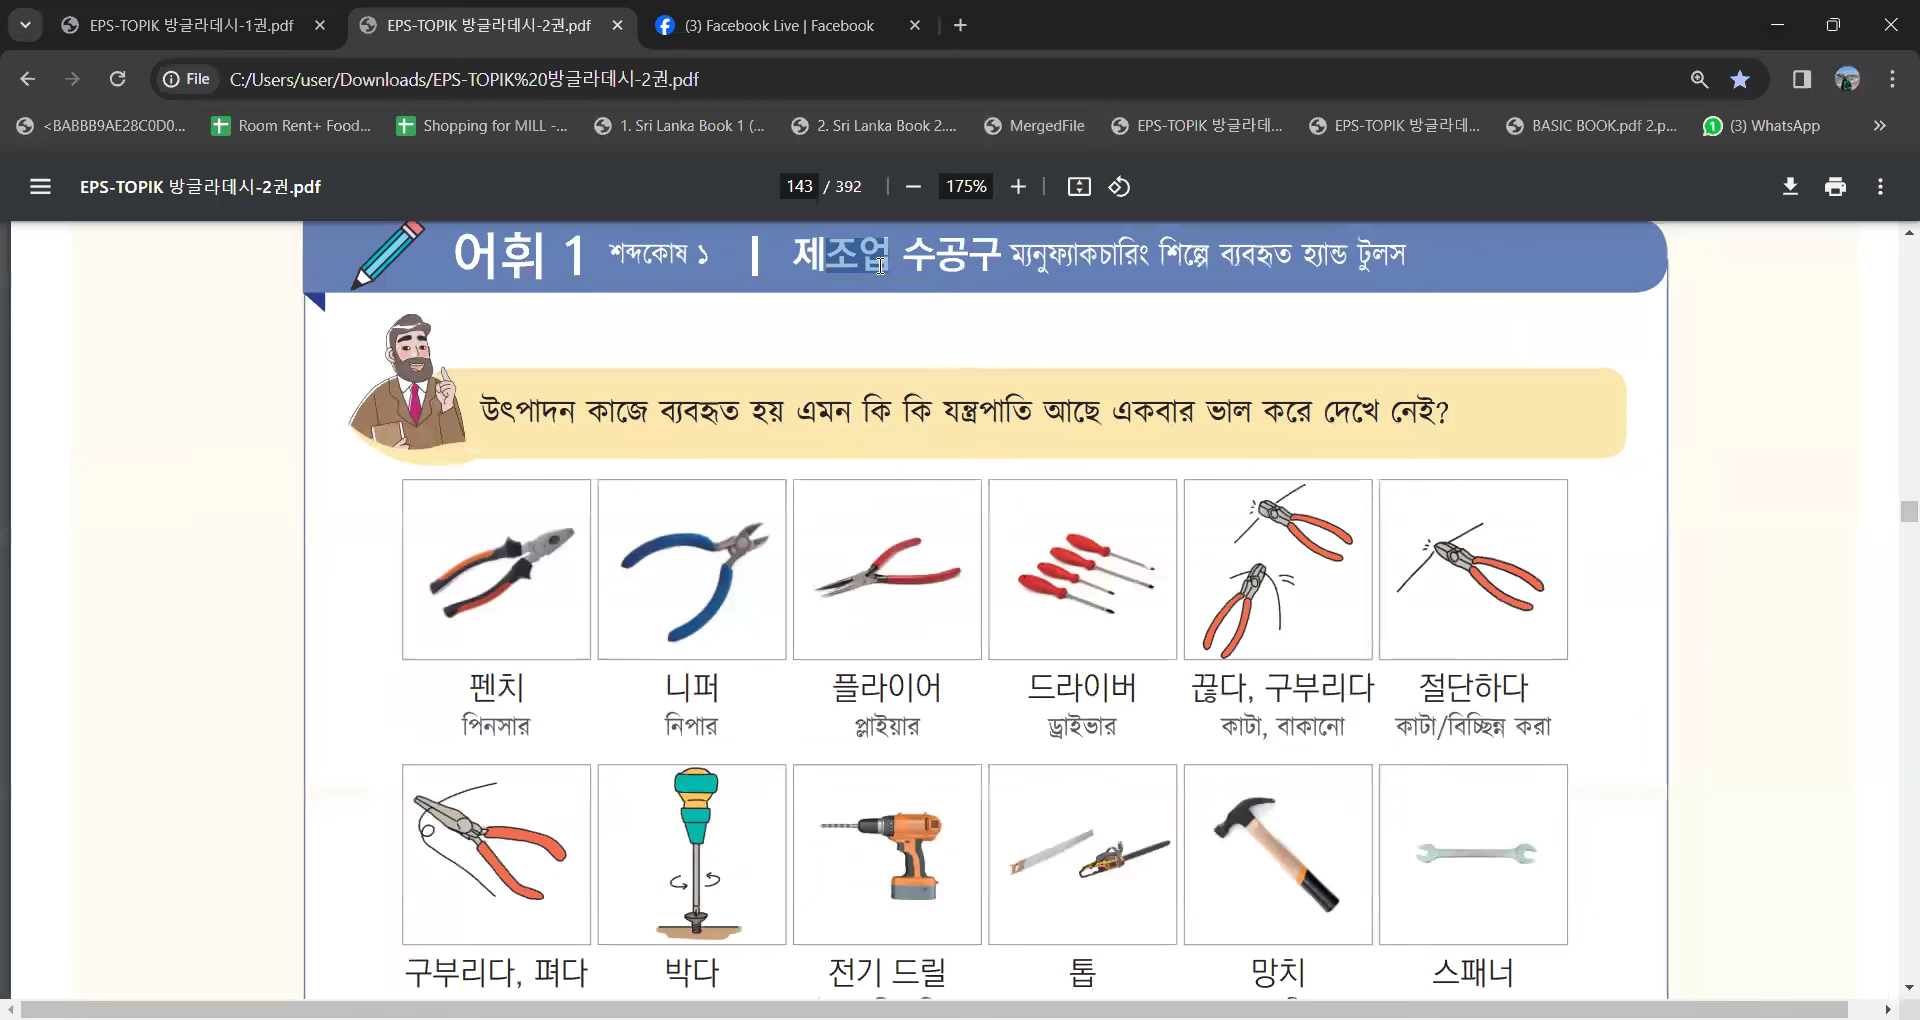 EPS-TOPIK 방글라데시-1권.pdf
EPS-TOPIK 방글라데시-2권.pdf
(3) Facebook Live | Facebook
File
C:/Users/user/Downloads/EPS-TOPIK%20방글라데시-2권.pdf
<BABBB9AE28C0D0...
Room Rent+ Food...
Shopping for MILL -...
1. Sri Lanka Book 1 (...
2. Sri Lanka Book 2....
MergedFile
EPS-TOPIK 방글라데...
EPS-TOPIK 방글라데...
BASIC BOOK.pdf 2.p...
1
(3) WhatsApp
EPS-TOPIK 방글라데시-2권.pdf
143 / 392
175%
어휘 1 শব্দকোষ ১ | 제조업 수공구 ম্যনুফ্যাকচারিং শিল্পে ব্যবহৃত হ্যান্ড টুলস
উৎপাদন কাজে ব্যবহৃত হয় এমন কি কি যন্ত্রপাতি আছে একবার ভাল করে দেখে নেই?
펜치 니퍼 플라이어 드라이버 끊다, 구부리다 절단하다
পিনসার নিপার প্লাইয়ার ড্রাইভার কাটা, বাকানো কাটা/বিচ্ছিন্ন করা
구부리다, 펴다 박다 전기 드릴 톱 망치 스패너